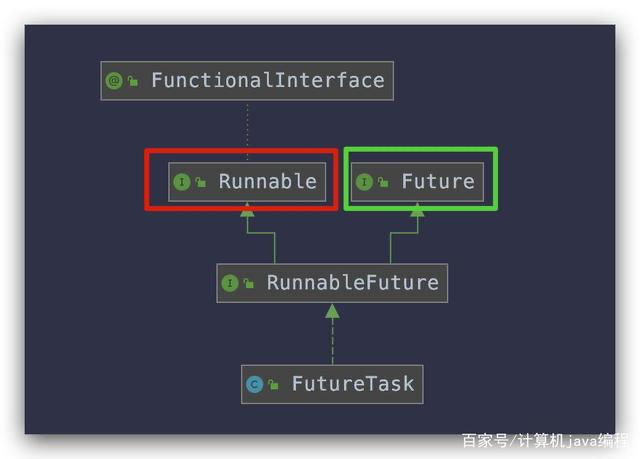 @ FunctionalInterface
I Runnable
I Future
I RunnableFuture
C FutureTask
百家号/计算机java编程